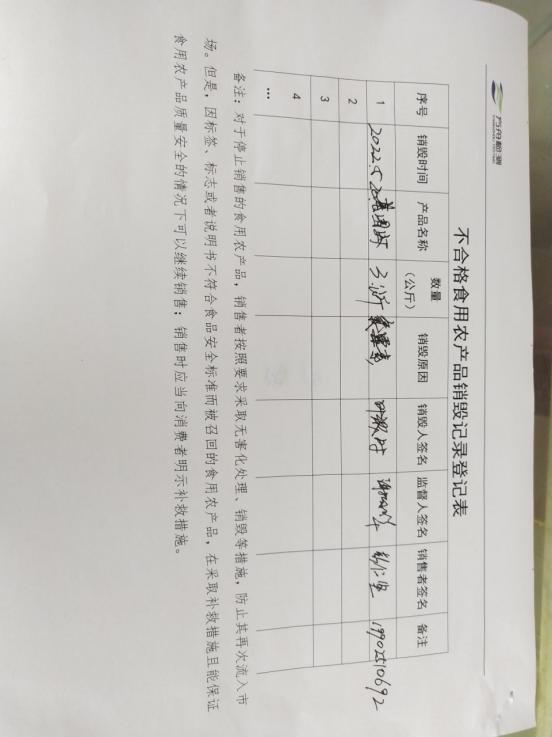 方舟检测
不合格食用农产品销毁记录登记表
序号 销毁时间 产品名称 数量（公斤） 销毁原因 销毁人签名 监督人签名 销售者签名 备注
1 2022.5.20 3. 19902510692
2
3
4
…
备注：对于停止销售的食用农产品，销售者按照要求采取无害化处理、销毁等措施，防止其再次流入市
场。但是，因标签、标志或者说明书不符合食品安全标准而被召回的食用农产品，在采取补救措施且能保证
食用农产品质量安全的情况下可以继续销售；销售时应当向消费者明示补救措施。